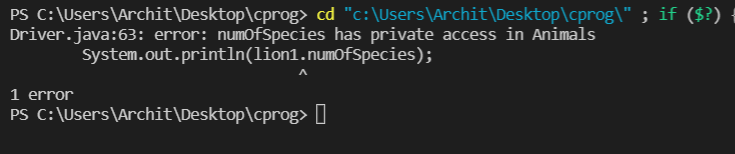 PS C:\Users\Archit\Desktop\cprog> cd "c:\Users\Archit\Desktop\cprog\" ; if ($?) {
Driver.java:63: error: numOfSpecies has private access in Animals
System.out.println(lion1.numOfSpecies);
^
1 error
PS C:\Users\Archit\Desktop\cprog>